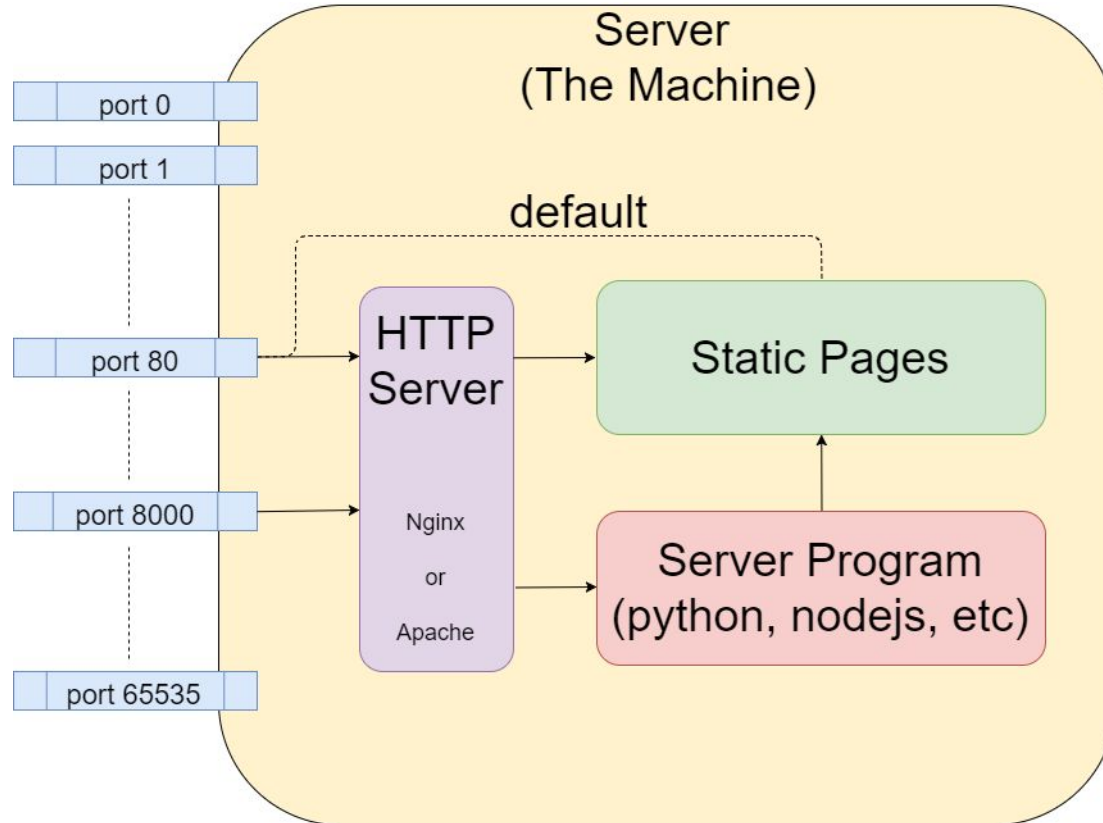 Server
(The Machine)
port 0
port 1
default
port 80
HTTP
Server
Static Pages
port 8000
Nginx
or
Apache
Server Program
(python, nodejs, etc)
port 65535